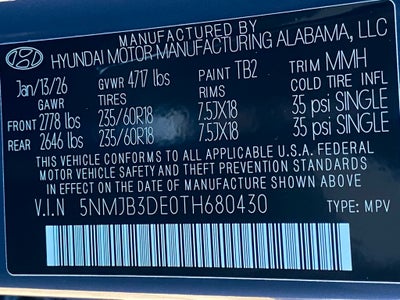 MANUFACTURED BY
HYUNDAI MOTOR MANUFACTURING ALABAMA, LLC
Jan/13/26 GVWR 4717 lbs PAINT TB2 TRIM MMH
GAWR TIRES RIMS COLD TIRE INFL
FRONT 2778 lbs 235/60R18 7.5JX18 35 psi SINGLE
REAR 2646 lbs 235/60R18 7.5JX18 35 psi SINGLE
THIS VEHICLE CONFORMS TO ALL APPLICABLE U.S.A. FEDERAL
MOTOR VEHICLE SAFETY AND THEFT PREVENTION STANDARDS
IN EFFECT ON THE DATE OF MANUFACTURE SHOWN ABOVE.
V.I.N 5NMJB3DE0TH680430 TYPE: MPV